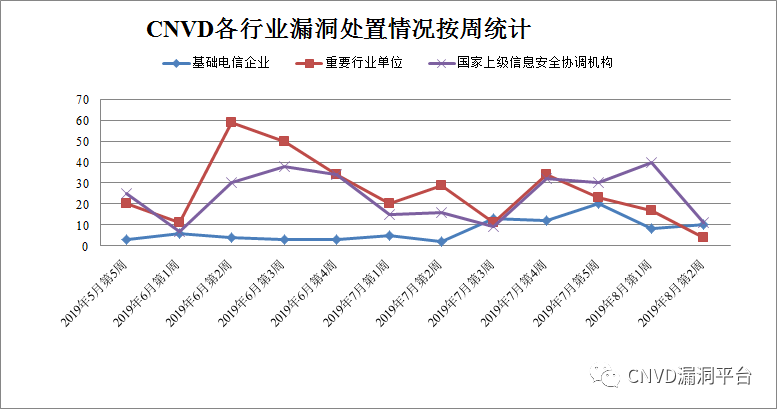 CNVD各行业漏洞处置情况按周统计
基础电信企业 重要行业单位 国家上级信息安全协调机构
70
60
50
40
30
20
10
0
2019年5月第5周
2019年6月第1周
2019年6月第2周
2019年6月第3周
2019年6月第4周
2019年7月第1周
2019年7月第2周
2019年7月第3周
2019年7月第4周
2019年7月第5周
2019年8月第1周
2019年8月第2周
CNVD漏洞平台